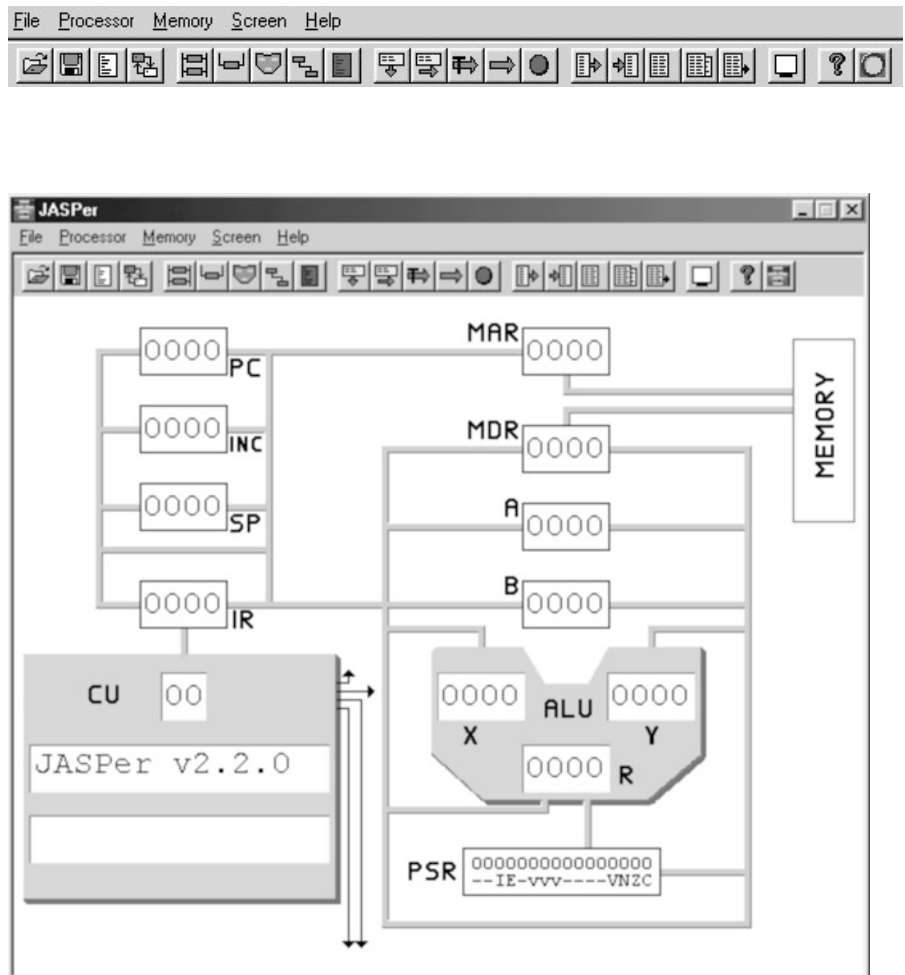 File Processor Memory Screen Help
JASPer
File Processor Memory Screen Help
0000 PC
MAR 0000
MEMORY
0000 INC
MDR 0000
0000 SP
A 0000
0000 IR
B 0000
CU 00
0000 X
ALU
0000 Y
JASPer v2.2.0
0000 R
PSR 0000000000000000
--IE-vvv----VNZC